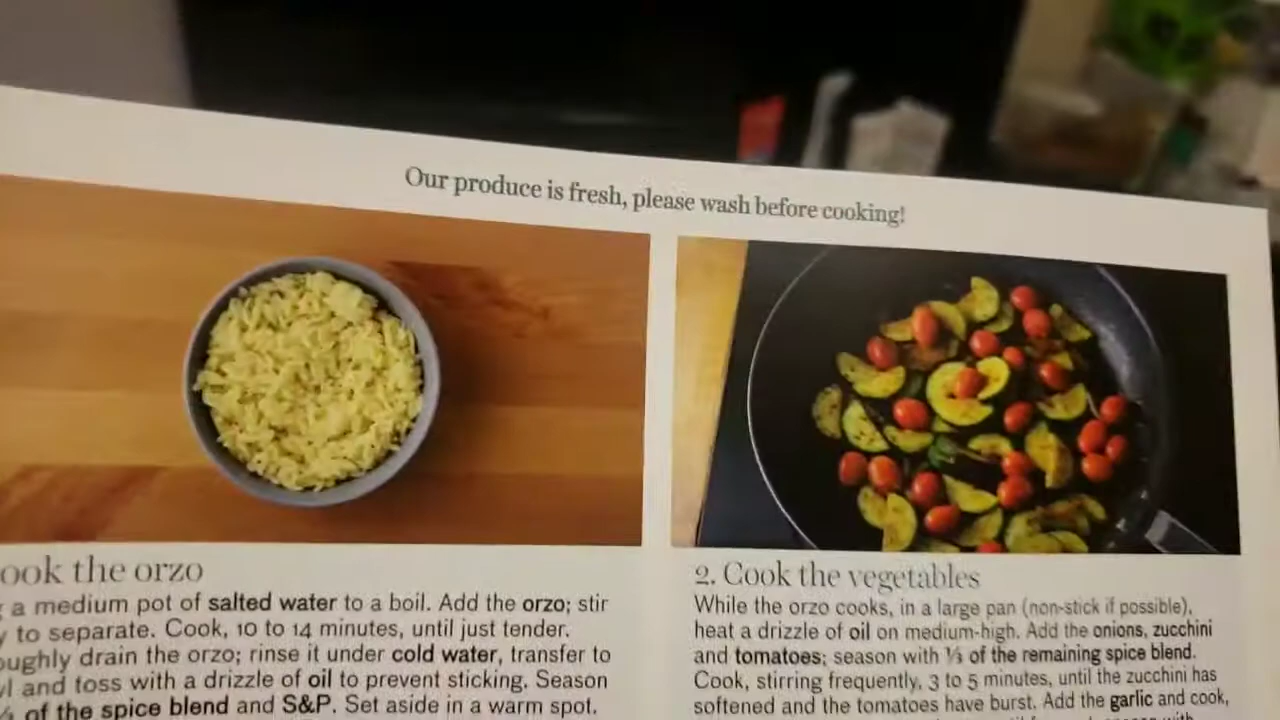 Our produce is fresh, please wash before cooking!
ook the orzo
a medium pot of salted water to a boil. Add the orzo; stir
to separate. Cook, 10 to 14 minutes, until just tender.
oughly drain the orzo; rinse it under cold water, transfer to
and toss with a drizzle of oil to prevent sticking. Season
of the spice blend and S&P. Set aside in a warm spot.
2. Cook the vegetables
While the orzo cooks, in a large pan (non-stick if possible),
heat a drizzle of oil on medium-high. Add the onions, zucchini
and tomatoes; season with ⅓ of the remaining spice blend.
Cook, stirring frequently, 3 to 5 minutes, until the zucchini has
softened and the tomatoes have burst. Add the garlic and cook,